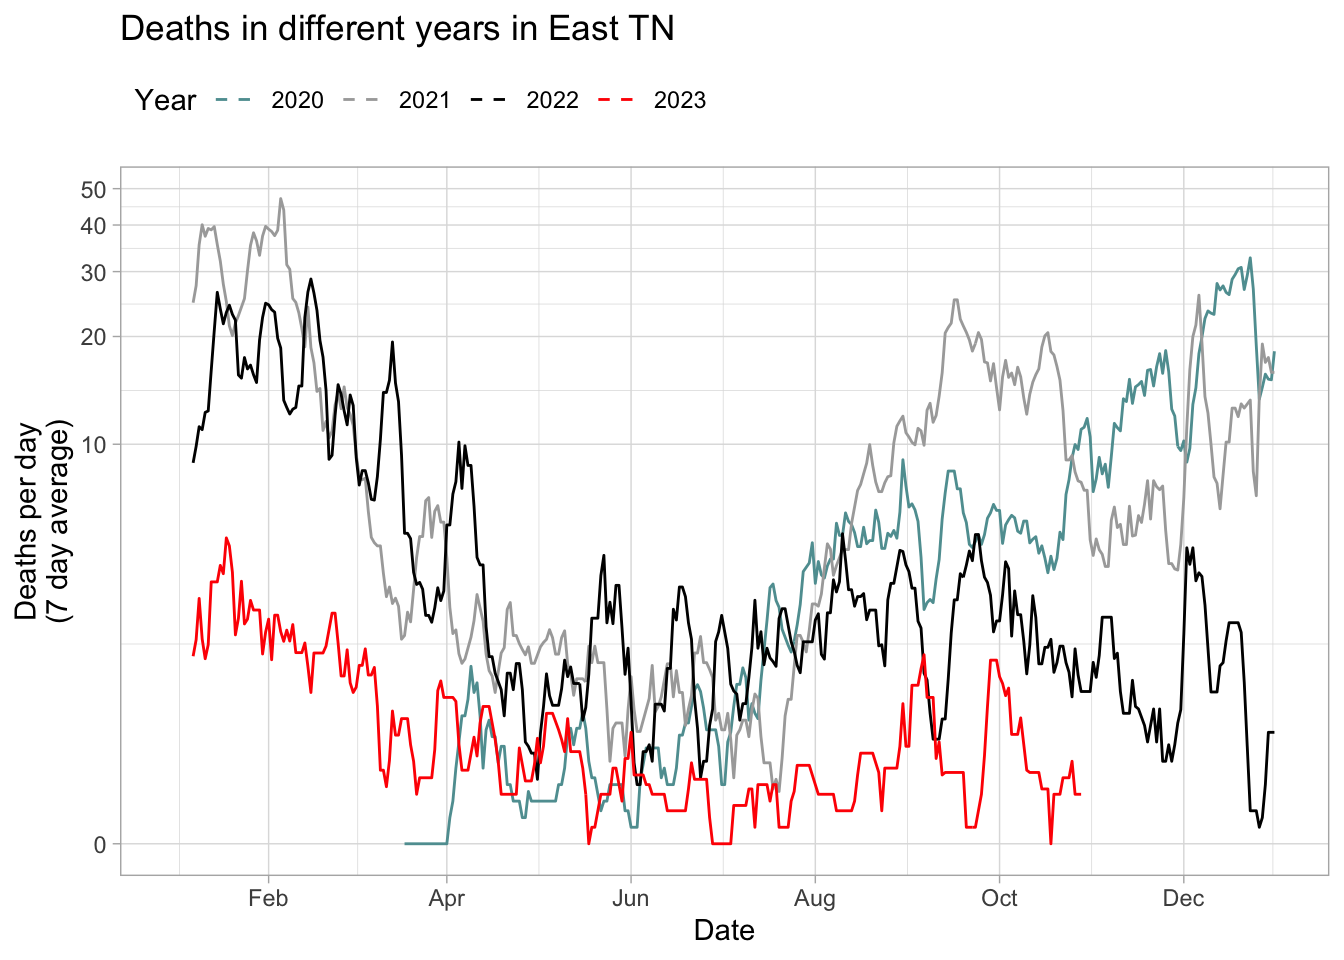 Deaths in different years in East TN
Year 2020 2021 2022 2023
50
40
30
20
10
0
Deaths per day
(7 day average)
Feb Apr Jun Aug Oct Dec
Date